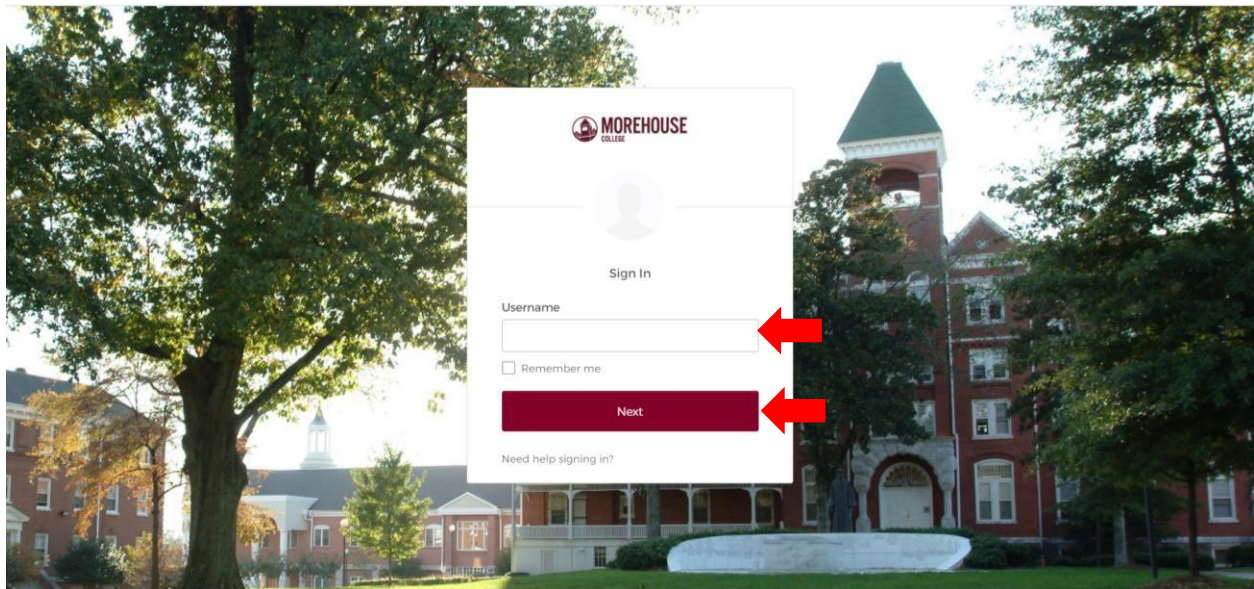 MOREHOUSE
COLLEGE
Sign In
Username
Remember me
Next
Need help signing in?